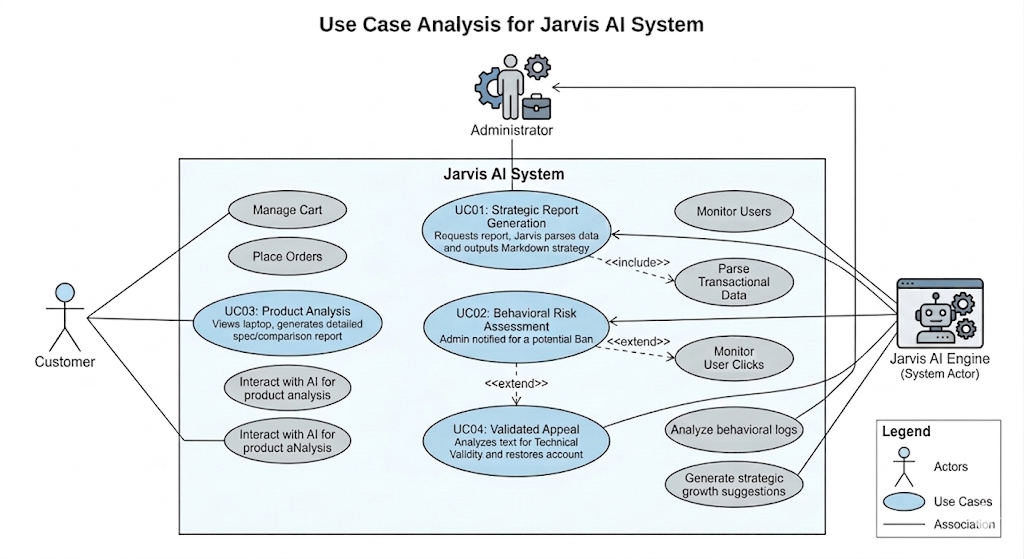 Use Case Analysis for Jarvis AI System
Administrator
Jarvis AI System
Manage Cart
Place Orders
UC03: Product Analysis
Views laptop, generates detailed
spec/comparison report
Interact with AI for
product analysis
Interact with AI for
product aNalysis
Customer
UC01: Strategic Report
Generation
Requests report, Jarvis parses data
and outputs Markdown strategy
<<include>>
UC02: Behavioral Risk
Assessment
Admin notified for a potential Ban
<<extend>>
<<extend>>
UC04: Validated Appeal
Analyzes text for Technical
Validity and restores account
Monitor Users
Parse
Transactional
Data
Monitor
User Clicks
Analyze behavioral logs
Generate strategic
growth suggestions
Jarvis AI Engine
(System Actor)
Legend
Actors
Use Cases
Association